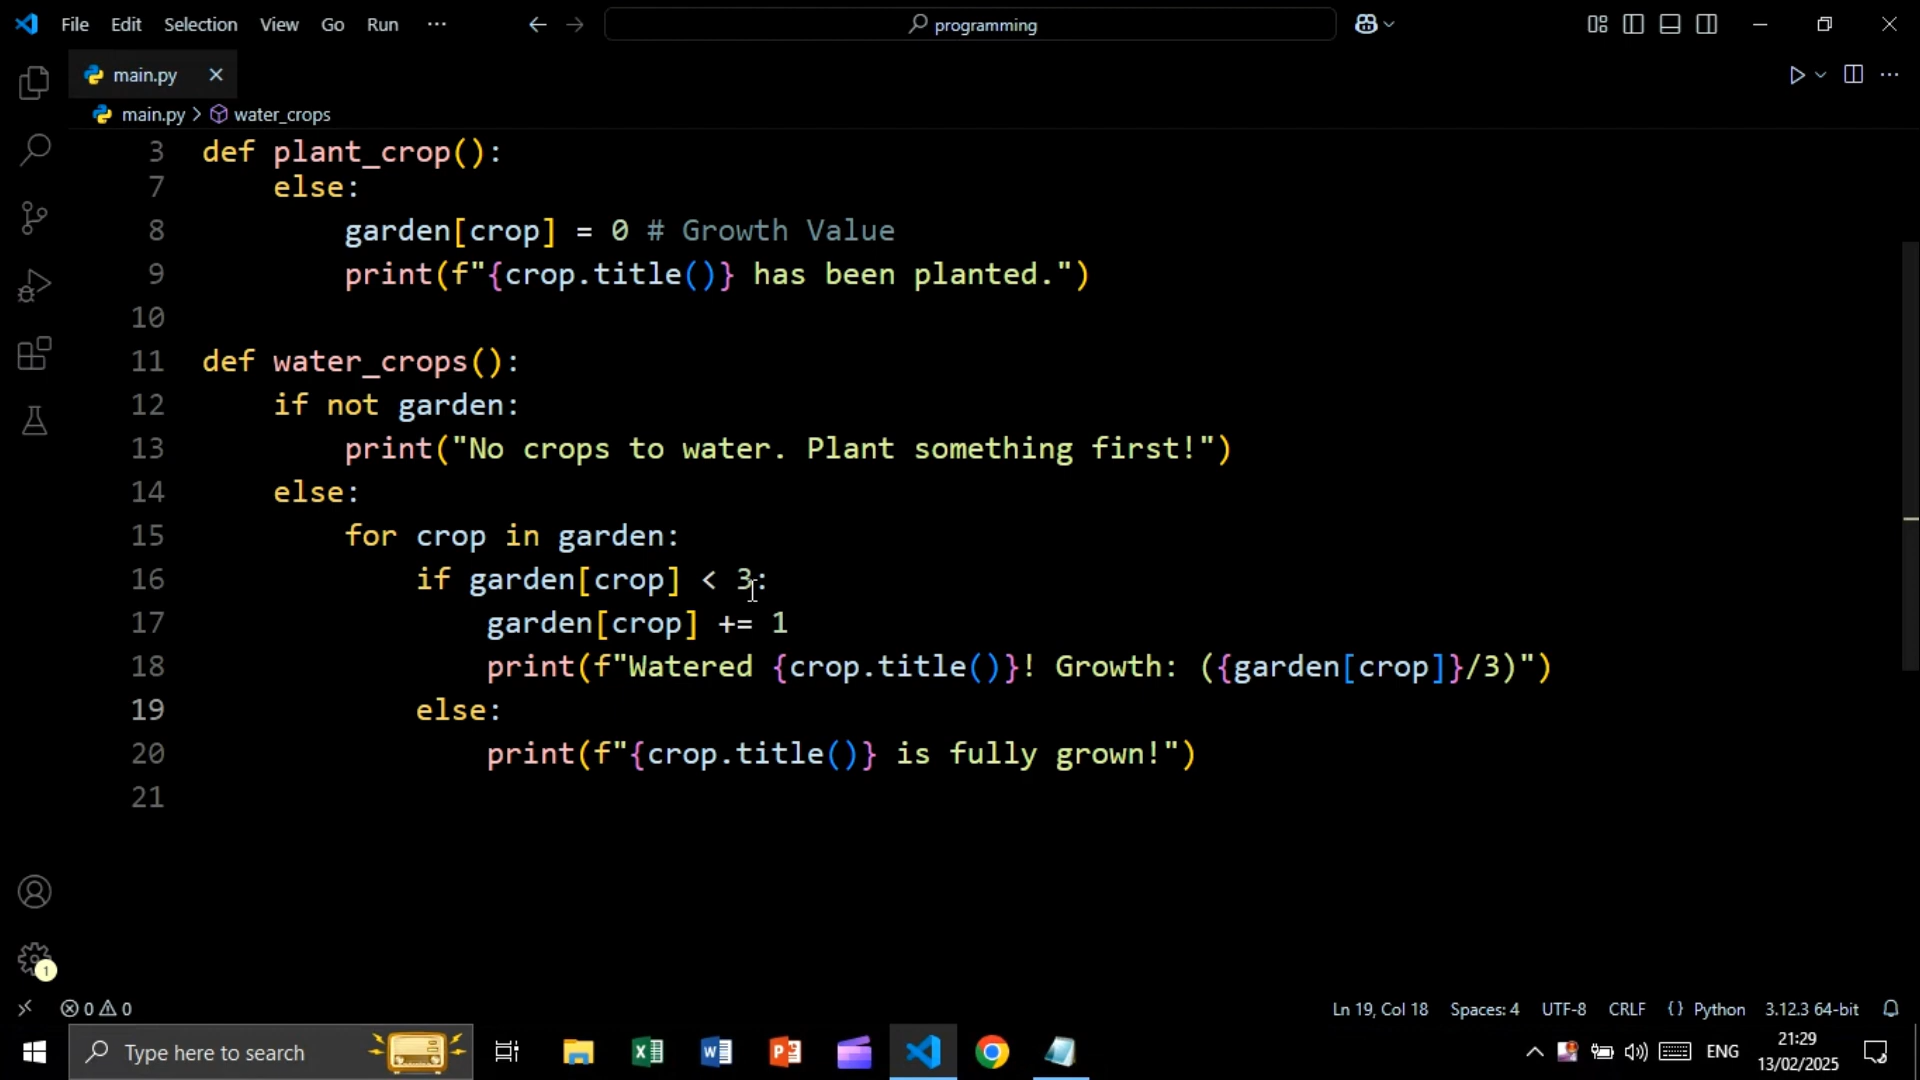 File Edit Selection View Go Run ··· programming
main.py
main.py > water_crops
3 def plant_crop():
7 else:
8 garden[crop] = 0 # Growth Value
9 print(f"{crop.title()} has been planted.")
10
11 def water_crops():
12 if not garden:
13 print("No crops to water. Plant something first!")
14 else:
15 for crop in garden:
16 if garden[crop] < 3:
17 garden[crop] += 1
18 print(f"Watered {crop.title()}! Growth: ({garden[crop]}/3)")
19 else:
20 print(f"{crop.title()} is fully grown!")
21
1
0 0 Ln 19, Col 18 Spaces: 4 UTF-8 CRLF {} Python 3.12.3 64-bit
Type here to search ENG 21:29
13/02/2025